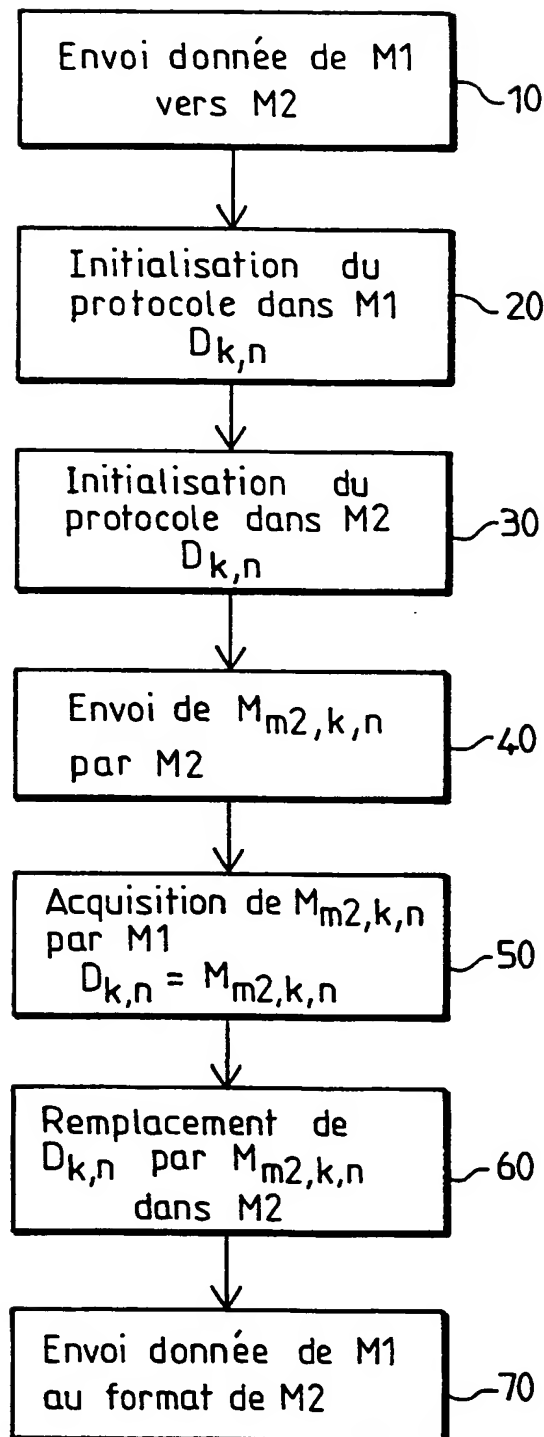 Envoi donnée de M1
vers M2
10
Initialisation du
protocole dans M1
Dk,n
20
Initialisation du
protocole dans M2
Dk,n
30
Envoi de Mm2,k,n
par M2
40
Acquisition de Mm2,k,n
par M1
Dk,n = Mm2,k,n
50
Remplacement de
Dk,n par Mm2,k,n
dans M2
60
Envoi donnée de M1
au format de M2
70